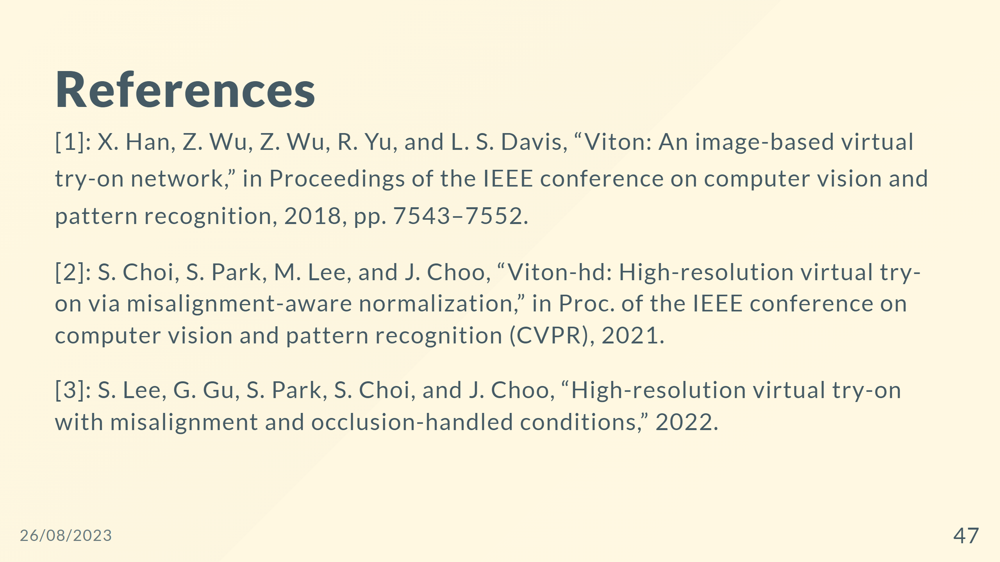 References
[1]: X. Han, Z. Wu, Z. Wu, R. Yu, and L. S. Davis, “Viton: An image-based virtual
try-on network,” in Proceedings of the IEEE conference on computer vision and
pattern recognition, 2018, pp. 7543–7552.
[2]: S. Choi, S. Park, M. Lee, and J. Choo, “Viton-hd: High-resolution virtual try-
on via misalignment-aware normalization,” in Proc. of the IEEE conference on
computer vision and pattern recognition (CVPR), 2021.
[3]: S. Lee, G. Gu, S. Park, S. Choi, and J. Choo, “High-resolution virtual try-on
with misalignment and occlusion-handled conditions,” 2022.
26/08/2023
47